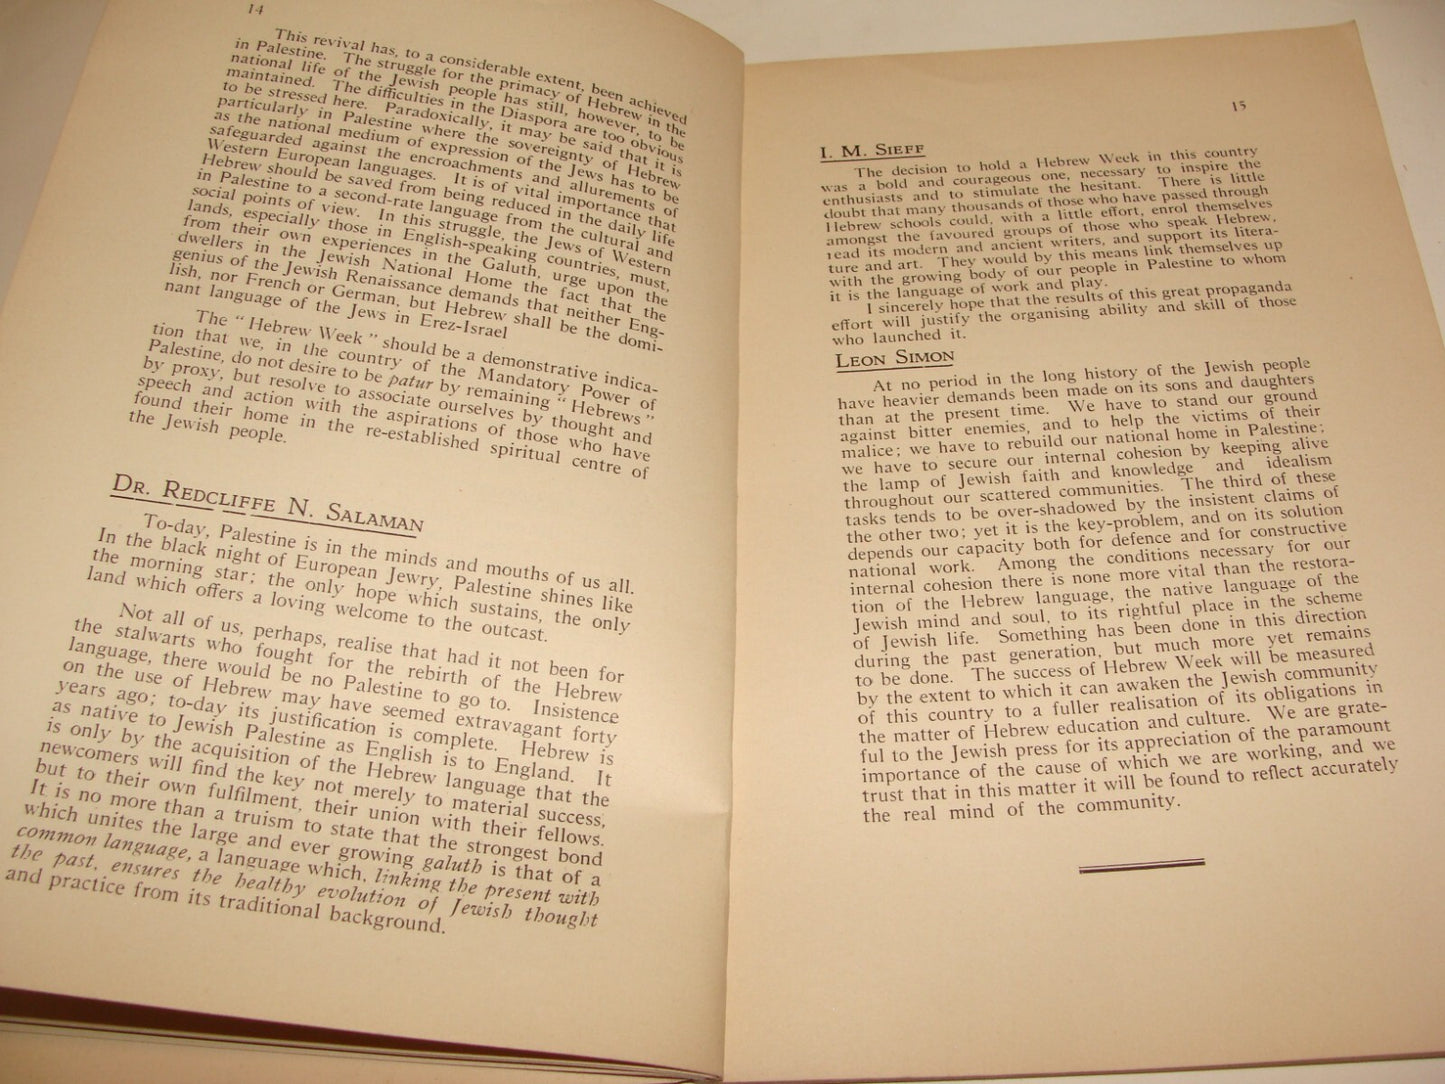 14
This revival has, to a considerable extent, been achieved
in Palestine. The struggle for the primacy of Hebrew in the
national life of the Jewish people has still, however, to be
maintained. The difficulties in the Diaspora are too obvious
to be stressed here. Paradoxically, it may be said that it is
particularly in Palestine where the sovereignty of Hebrew
as the national medium of expression of the Jews has to be
safeguarded against the encroachments and allurements of
Western European languages. It is of vital importance that
Hebrew should be saved from being reduced in the daily life
in Palestine to a second-rate language from the cultural and
social points of view. In this struggle, the Jews of Western
lands, especially those in English-speaking countries, must,
from their own experiences in the Galuth, urge upon the
dwellers in the Jewish National Home the fact that the
genius of the Jewish Renaissance demands that neither Eng-
lish, nor French or German, but Hebrew shall be the domi-
nant language of the Jews in Erez-Israel
The " Hebrew Week " should be a demonstrative indica-
tion that we, in the country of the Mandatory Power of
Palestine, do not desire to be patur by remaining " Hebrews "
by proxy, but resolve to associate ourselves by thought and
speech and action with the aspirations of those who have
found their home in the re-established spiritual centre of
the Jewish people.
DR. REDCLIFFE N. SALAMAN
To-day, Palestine is in the minds and mouths of us all.
In the black night of European Jewry, Palestine shines like
the morning star; the only hope which sustains, the only
land which offers a loving welcome to the outcast.
Not all of us, perhaps, realise that had it not been for
the stalwarts who fought for the rebirth of the Hebrew
language, there would be no Palestine to go to. Insistence
on the use of Hebrew may have seemed extravagant forty
years ago; to-day its justification is complete. Hebrew is
as native to Jewish Palestine as English is to England. It
is only by the acquisition of the Hebrew language that the
newcomers will find the key not merely to material success,
but to their own fulfilment, their union with their fellows.
It is no more than a truism to state that the strongest bond
which unites the large and ever growing galuth is that of a
common language, a language which, linking the present with
the past, ensures the healthy evolution of Jewish thought
and practice from its traditional background.
15
I. M. SIEFF
The decision to hold a Hebrew Week in this country
was a bold and courageous one, necessary to inspire the
enthusiasts and to stimulate the hesitant. There is little
doubt that many thousands of those who have passed through
Hebrew schools could, with a little effort, enrol themselves
amongst the favoured groups of those who speak Hebrew,
read its modern and ancient writers, and support its litera-
ture and art. They would by this means link themselves up
with the growing body of our people in Palestine to whom
it is the language of work and play.
I sincerely hope that the results of this great propaganda
effort will justify the organising ability and skill of those
who launched it.
LEON SIMON
At no period in the long history of the Jewish people
have heavier demands been made on its sons and daughters
than at the present time. We have to stand our ground
against bitter enemies, and to help the victims of their
malice; we have to rebuild our national home in Palestine;
we have to secure our internal cohesion by keeping alive
the lamp of Jewish faith and knowledge and idealism
throughout our scattered communities. The third of these
tasks tends to be over-shadowed by the insistent claims of
the other two; yet it is the key-problem, and on its solution
depends our capacity both for defence and for constructive
national work. Among the conditions necessary for our
internal cohesion there is none more vital than the restora-
tion of the Hebrew language, the native language of the
Jewish mind and soul, to its rightful place in the scheme
of Jewish life. Something has been done in this direction
during the past generation, but much more yet remains
to be done. The success of Hebrew Week will be measured
by the extent to which it can awaken the Jewish community
of this country to a fuller realisation of its obligations in
the matter of Hebrew education and culture. We are grate-
ful to the Jewish press for its appreciation of the paramount
importance of the cause of which we are working, and we
trust that in this matter it will be found to reflect accurately
the real mind of the community.